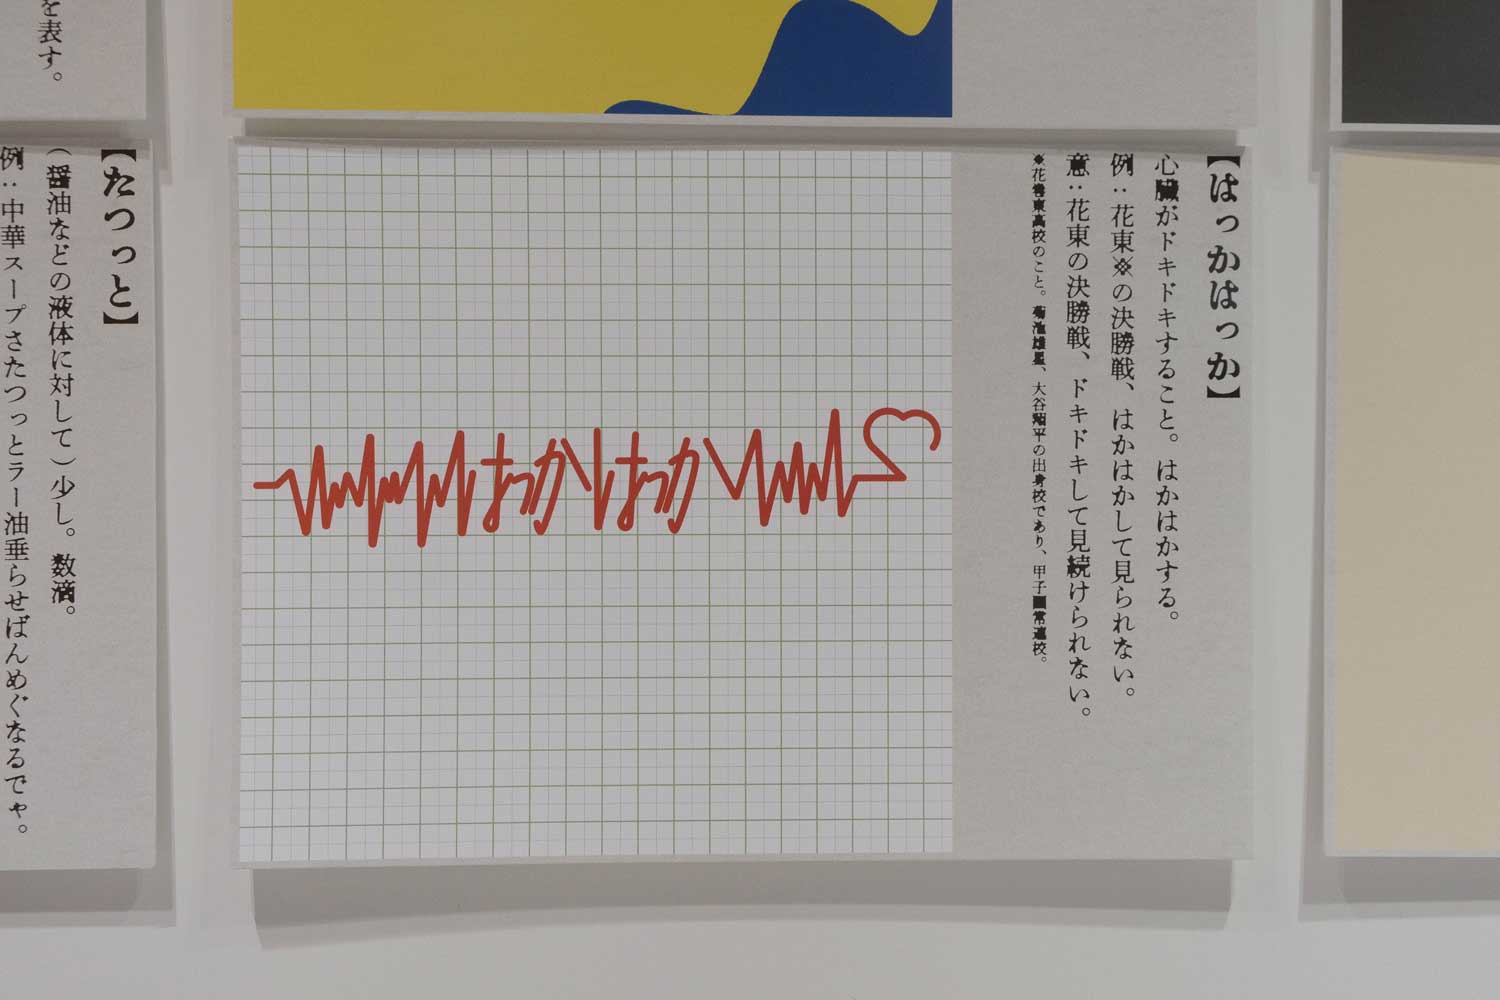 【はっかはっか】
心臓がドキドキすること。はかはかする。
例：花東※の決勝戦、はかはかして見られない。
意：花東の決勝戦、ドキドキして見続けられない。
※花巻東高校のこと。菊池雄星、大谷翔平の出身校であり、甲子園常連校。
はっかはっか
を表す。
【たつっと】
（醤油などの液体に対して）少し。数滴。
例：中華スープさたつっとラー油垂らせばんめぐなるでゃ。